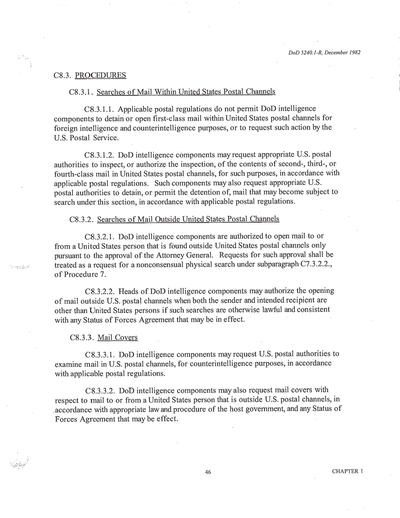 DoD 5240.1-R, December 1982
C8.3. PROCEDURES
C8.3.1. Searches of Mail Within United States Postal Channels
C8.3.1.1. Applicable postal regulations do not permit DoD intelligence
components to detain or open first-class mail within United States postal channels for
foreign intelligence and counterintelligence purposes, or to request such action by the
U.S. Postal Service.
C8.3.1.2. DoD intelligence components may request appropriate U.S. postal
authorities to inspect, or authorize the inspection, of the contents of second-, third-, or
fourth-class mail in United States postal channels, for such purposes, in accordance with
applicable postal regulations. Such components may also request appropriate U.S.
postal authorities to detain, or permit the detention of, mail that may become subject to
search under this section, in accordance with applicable postal regulations.
C8.3.2. Searches of Mail Outside United States Postal Channels
C8.3.2.1. DoD intelligence components are authorized to open mail to or
from a United States person that is found outside United States postal channels only
pursuant to the approval of the Attorney General. Requests for such approval shall be
treated as a request for a nonconsensual physical search under subparagraph C7.3.2.2.,
of Procedure 7.
C8.3.2.2. Heads of DoD intelligence components may authorize the opening
of mail outside U.S. postal channels when both the sender and intended recipient are
other than United States persons if such searches are otherwise lawful and consistent
with any Status of Forces Agreement that may be in effect.
C8.3.3. Mail Covers
C8.3.3.1. DoD intelligence components may request U.S. postal authorities to
examine mail in U.S. postal channels, for counterintelligence purposes, in accordance
with applicable postal regulations.
C8.3.3.2. DoD intelligence components may also request mail covers with
respect to mail to or from a United States person that is outside U.S. postal channels, in
accordance with appropriate law and procedure of the host government, and any Status of
Forces Agreement that may be effect.
46
CHAPTER 1